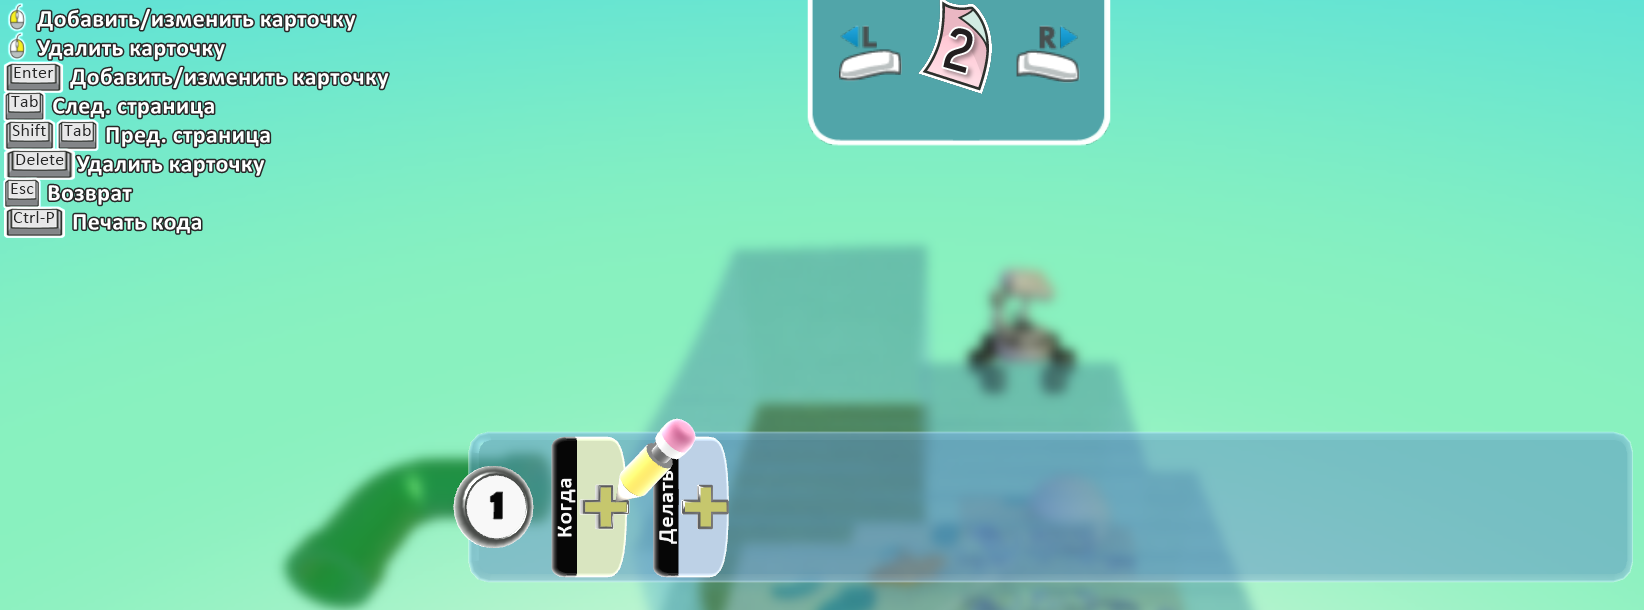 Добавить/изменить карточку
Удалить карточку
Enter Добавить/изменить карточку
Tab След. страница
Shift Tab Пред. страница
Delete Удалить карточку
Esc Возврат
Ctrl-P Печать кода
L 2 R
1 Когда Делать